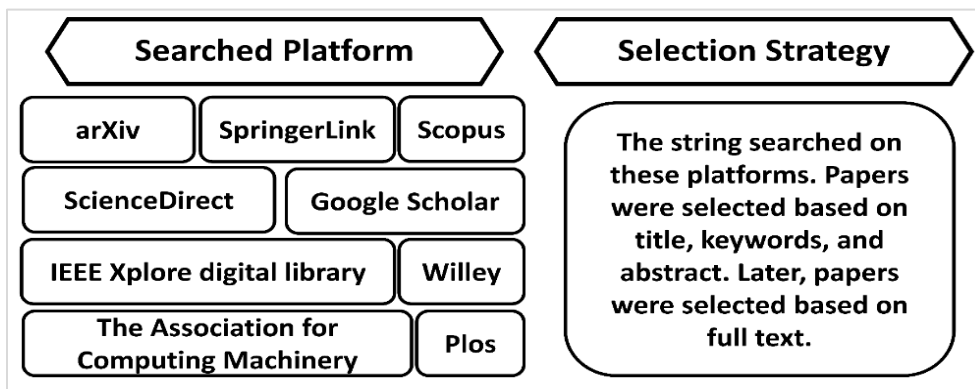 Searched Platform
Selection Strategy
arXiv
SpringerLink
Scopus
ScienceDirect
Google Scholar
IEEE Xplore digital library
Willey
The Association for
Computing Machinery
Plos
The string searched on
these platforms. Papers
were selected based on
title, keywords, and
abstract. Later, papers
were selected based on
full text.